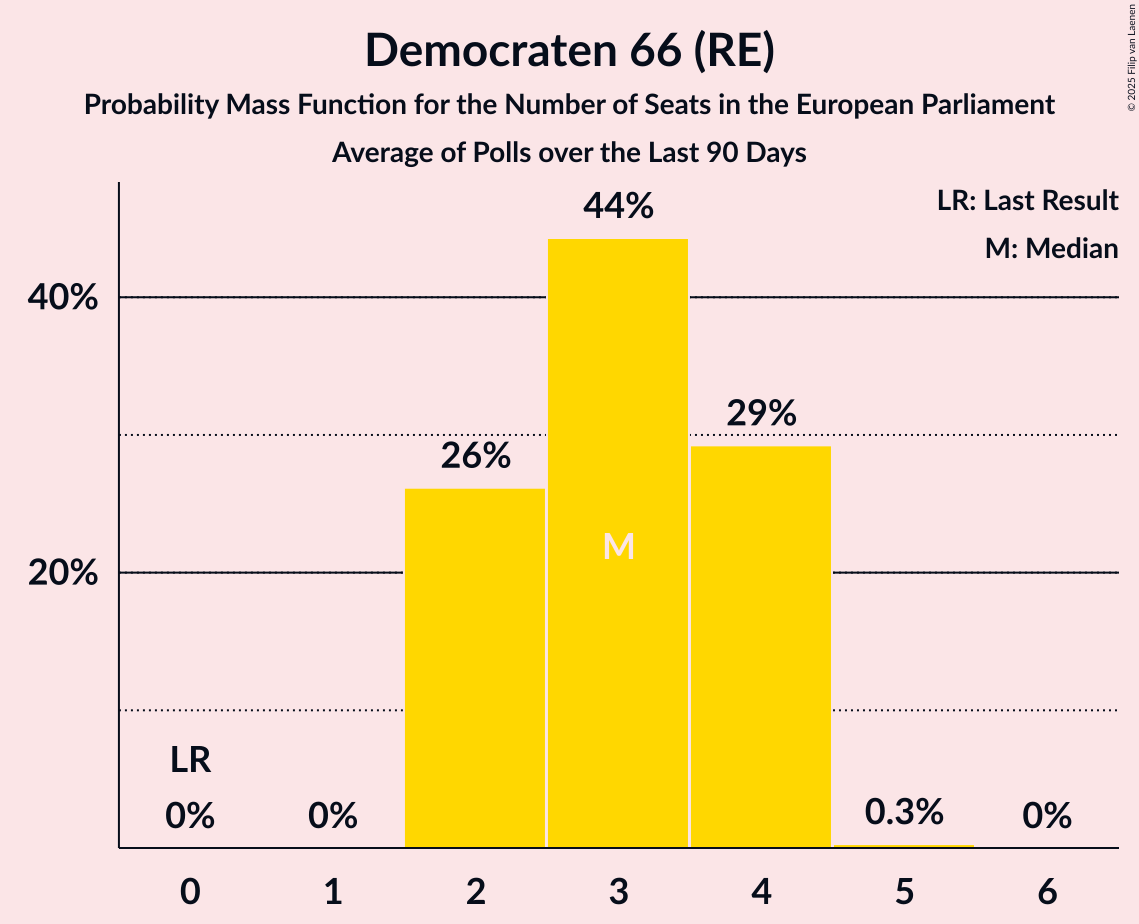 Democraten 66 (RE)
Probability Mass Function for the Number of Seats in the European Parliament
Average of Polls over the Last 90 Days
© 2025 Filip van Laenen
LR: Last Result
M: Median
44%
40%
29%
26%
M
20%
LR
0%
0%
0.3%
0%
0 1 2 3 4 5 6